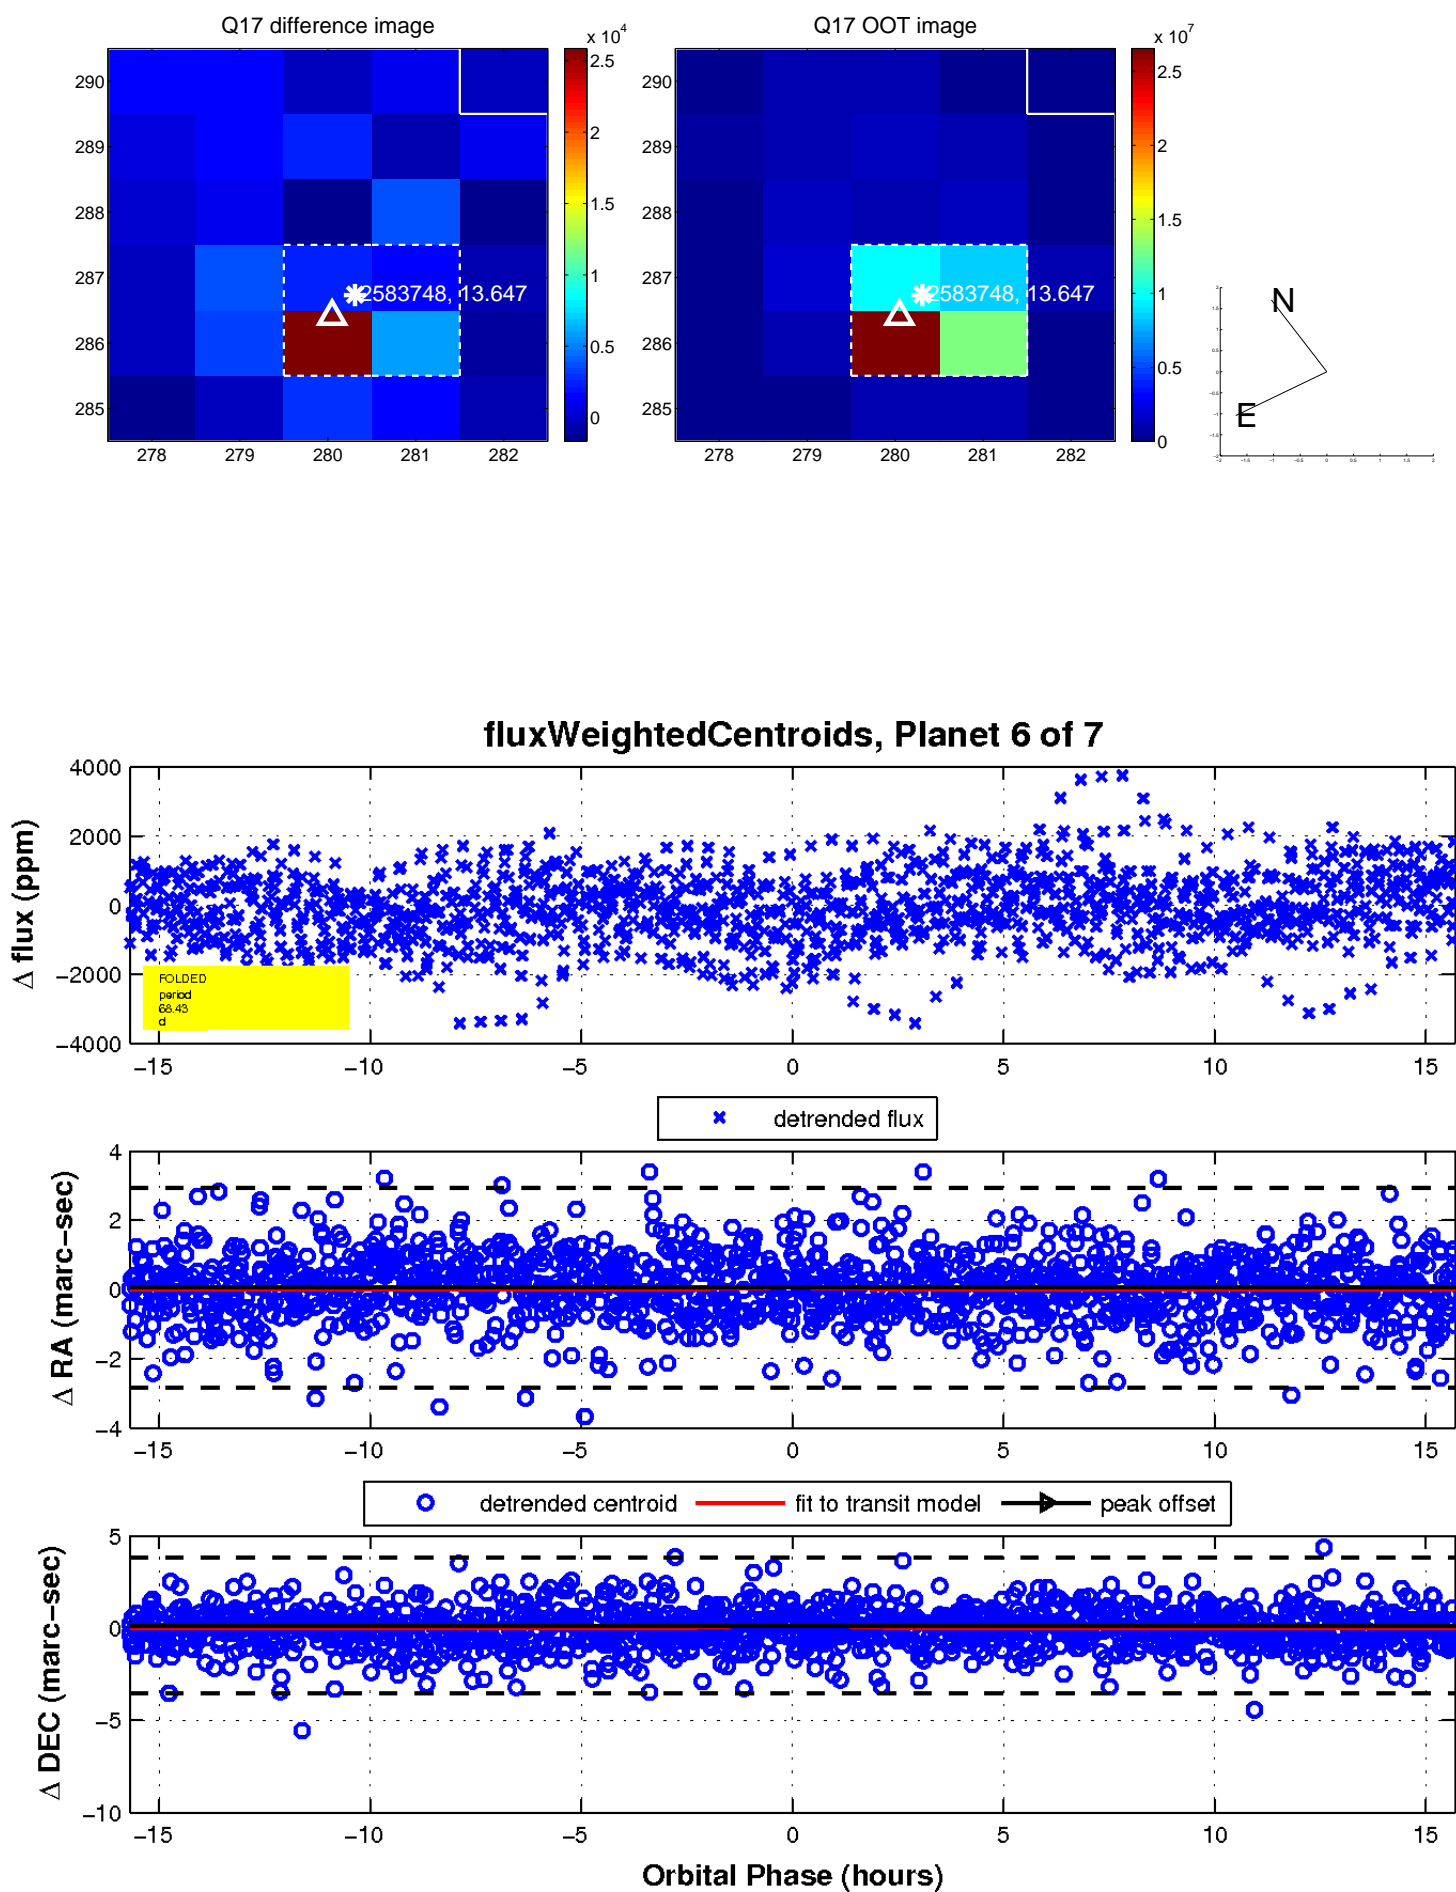 Q17 difference image
Q17 OOT image
x 10^4
x 10^7
290
289
288
287
286
285
278 279 280 281 282
2583748, 13.647
2.5
2
1.5
1
0.5
0
290
289
288
287
286
285
278 279 280 281 282
2583748, 13.647
2.5
2
1.5
1
0.5
0
N
E
fluxWeightedCentroids, Planet 6 of 7
Δ flux (ppm)
4000
2000
0
−2000
−4000
FOLDED
period
68.43
d
−15 −10 −5 0 5 10 15
detrended flux
Δ RA (marc−sec)
4
2
0
−2
−4
−15 −10 −5 0 5 10 15
detrended centroid fit to transit model peak offset
Δ DEC (marc−sec)
5
0
−5
−10
−15 −10 −5 0 5 10 15
Orbital Phase (hours)